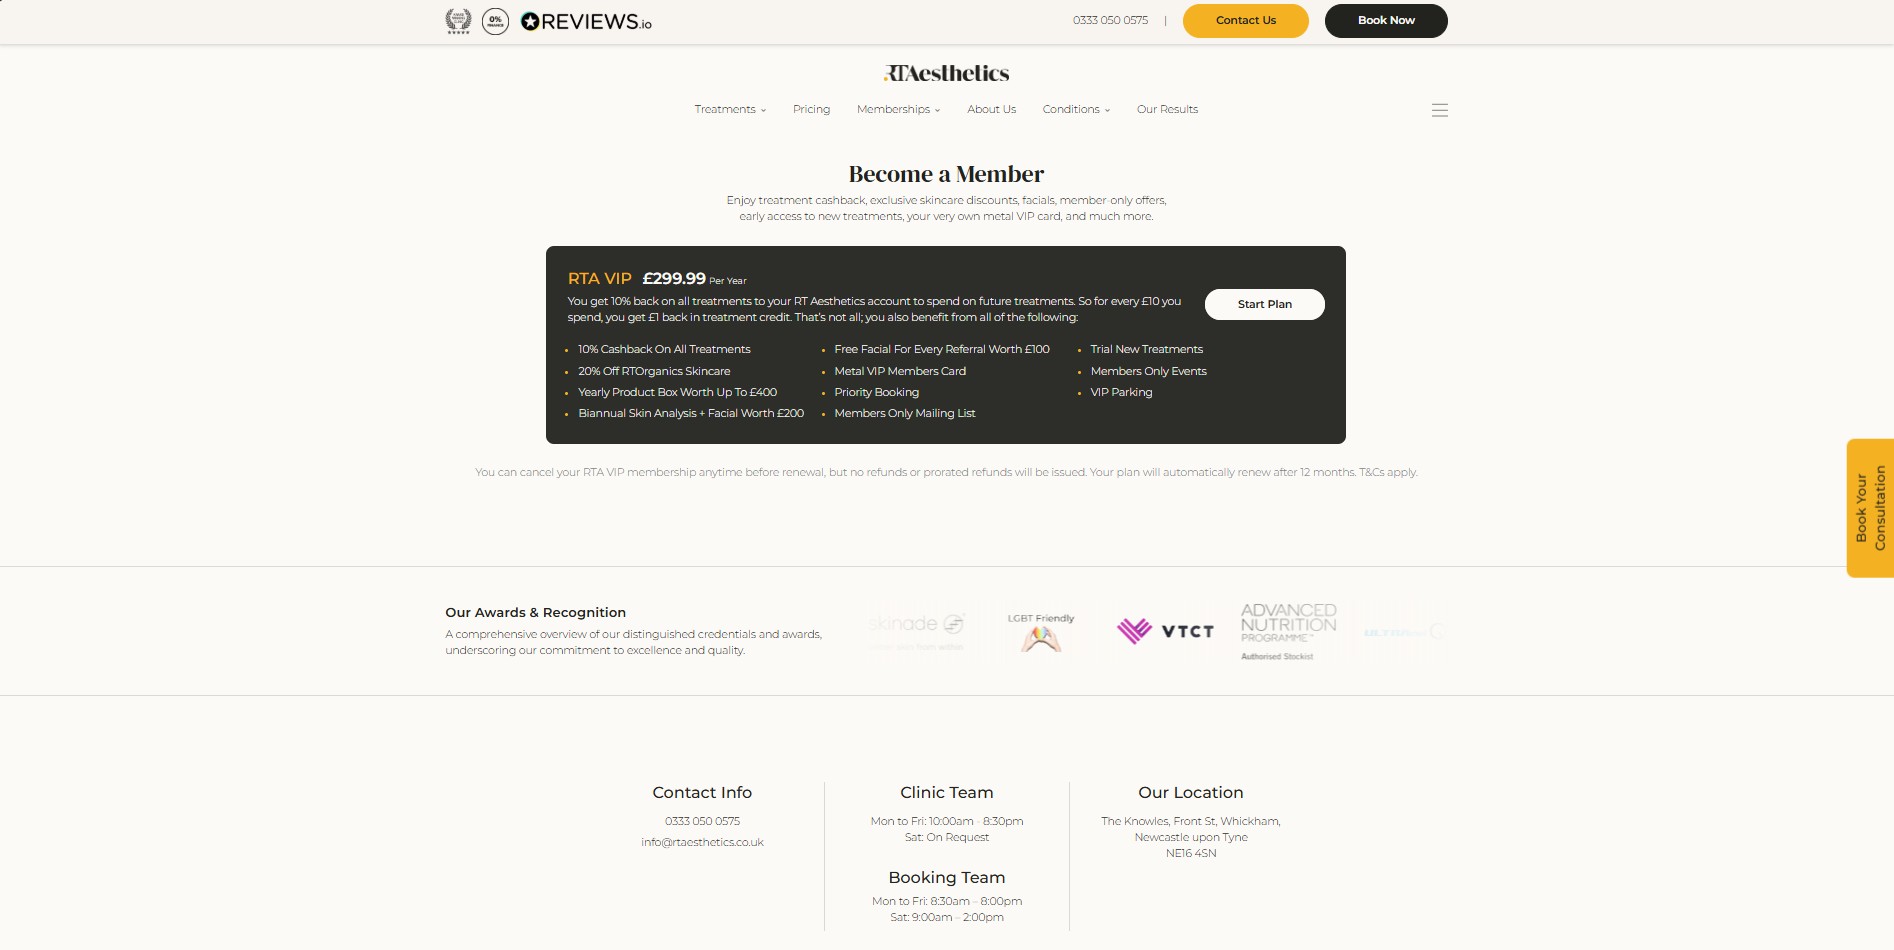 0%
FINANCE
REVIEWS.io
0333 050 0575 |
Contact Us
Book Now
RTAesthetics
Treatments
Pricing
Memberships
About Us
Conditions
Our Results
Become a Member
Enjoy treatment cashback, exclusive skincare discounts, facials, member-only offers,
early access to new treatments, your very own metal VIP card, and much more.
RTA VIP £299.99 Per Year
You get 10% back on all treatments to your RT Aesthetics account to spend on future treatments. So for every £10 you
spend, you get £1 back in treatment credit. That's not all; you also benefit from all of the following:
Start Plan
10% Cashback On All Treatments
20% Off RTOrganics Skincare
Yearly Product Box Worth Up To £400
Biannual Skin Analysis + Facial Worth £200
Free Facial For Every Referral Worth £100
Metal VIP Members Card
Priority Booking
Members Only Mailing List
Trial New Treatments
Members Only Events
VIP Parking
You can cancel your RTA VIP membership anytime before renewal, but no refunds or prorated refunds will be issued. Your plan will automatically renew after 12 months. T&Cs apply.
Book Your
Consultation
Our Awards & Recognition
A comprehensive overview of our distinguished credentials and awards,
underscoring our commitment to excellence and quality.
skinade
LGBT Friendly
VTCT
ADVANCED
NUTRITION
PROGRAMME™
Authorised Stockist
Contact Info
0333 050 0575
info@rtaesthetics.co.uk
Clinic Team
Mon to Fri: 10:00am - 8:30pm
Sat: On Request
Booking Team
Mon to Fri: 8:30am – 8:00pm
Sat: 9:00am – 2:00pm
Our Location
The Knowles, Front St, Whickham,
Newcastle upon Tyne
NE16 4SN